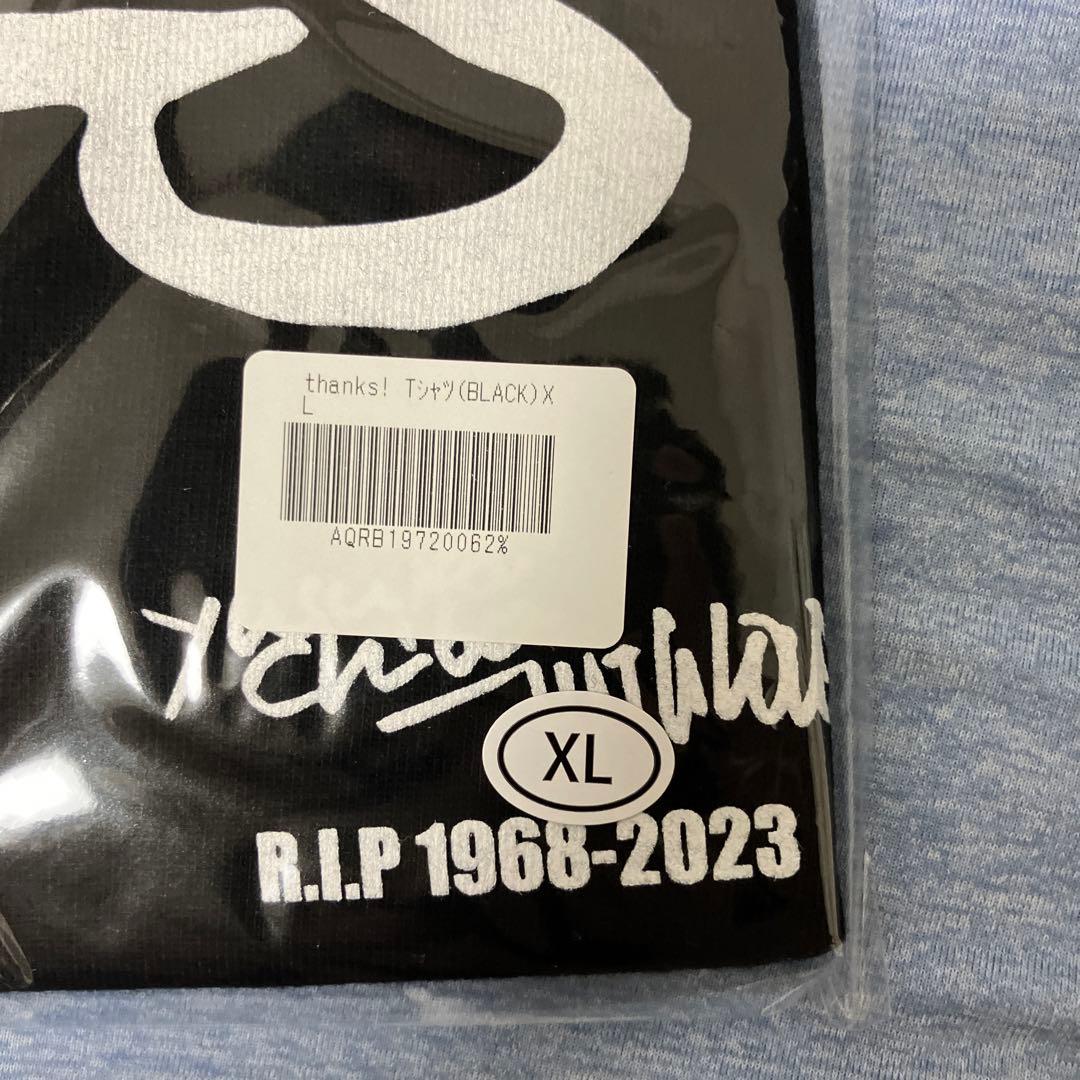 thanks! Tシャツ(BLACK)X
L
AQRB19720062%
XL
R.I.P 1968-2023